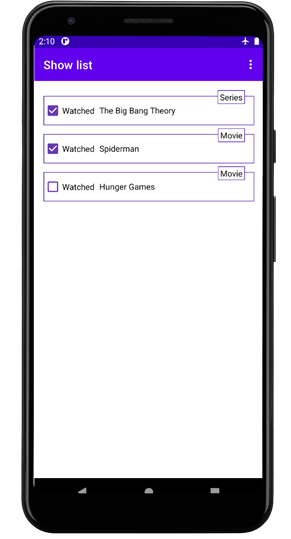 2:10
Show list
Series
Watched The Big Bang Theory
Movie
Watched Spiderman
Movie
Watched Hunger Games